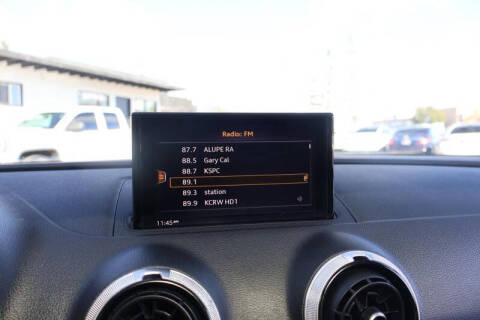 Radio: FM
87.7 ALUPE RA
88.5 Gary Cal
88.7 KSPC
89.1
89.3 station
89.9 KCRW HD1
11:45 AM